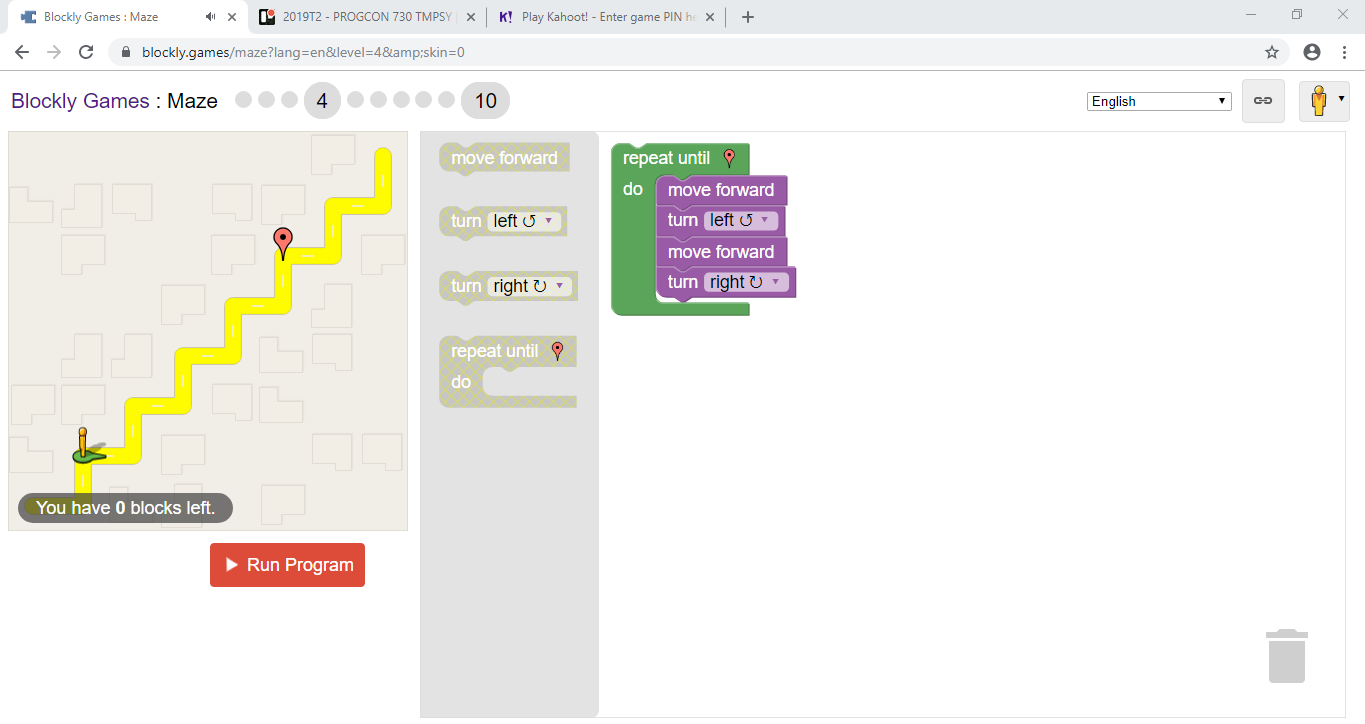 Blockly Games : Maze
2019T2 - PROGCON 730 TMPSY
K! Play Kahoot! - Enter game PIN he
blockly.games/maze?lang=en&level=4&amp;skin=0
Blockly Games : Maze 4 10
English
move forward
turn left
turn right
repeat until
do
repeat until
do move forward
turn left
move forward
turn right
You have 0 blocks left.
Run Program